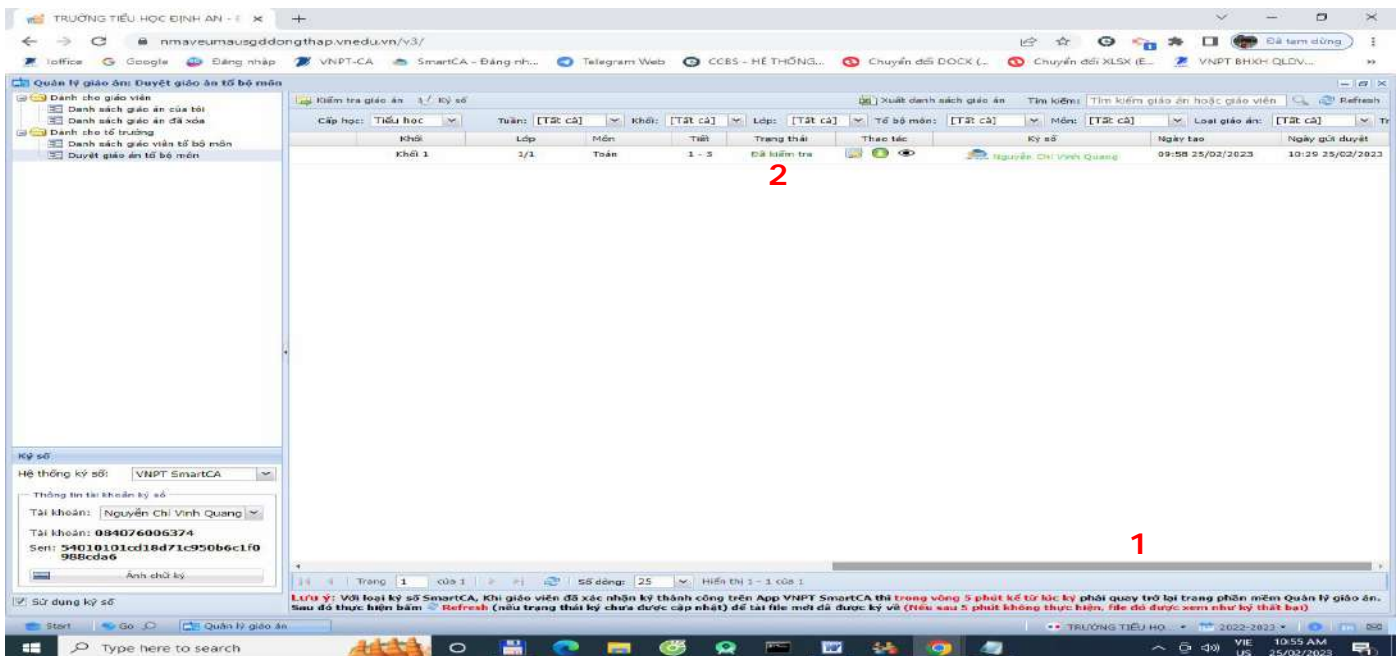 TRƯỜNG TIỂU HỌC ĐỊNH AN -
nmaveumausgddongthap.vnedu.vn/v3/
Đã tạm dừng
Ioffice Google Đăng nhập VNPT-CA SmartCA - Đăng nh... Telegram Web CCBS - HỆ THỐNG... Chuyển đổi DOCX (... Chuyển đổi XLSX (E... VNPT BHXH QLDV...
Quản lý giáo án: Duyệt giáo án tổ bộ môn
Dành cho giáo viên
Danh sách giáo án của tôi
Danh sách giáo án đã xóa
Dành cho tổ trưởng
Danh sách giáo viên tổ bộ môn
Duyệt giáo án tổ bộ môn
Kiểm tra giáo án Ký số Xuất danh sách giáo án Tìm kiếm: Tìm kiếm giáo án hoặc giáo viên Refresh
Cấp học: Tiểu học Tuần: [Tất cả] Khối: [Tất cả] Lớp: [Tất cả] Tổ bộ môn: [Tất cả] Môn: [Tất cả] Loại giáo án: [Tất cả] Tr
Khối Lớp Môn Tiết Trạng thái Thao tác Ký số Ngày tạo Ngày gửi duyệt
Khối 1 1/1 Toán 1 - 5 Đã kiểm tra Nguyễn Chí Vinh Quang 09:58 25/02/2023 10:29 25/02/2023
2
Ký số
Hệ thống ký số: VNPT SmartCA
Thông tin tài khoản ký số
Tài khoản: Nguyễn Chí Vinh Quang
Tài khoản: 084076006374
Seri: 54010101cd18d71c950b6c1f0
988cda6
Ảnh chữ ký
Sử dụng ký số
1
Trang 1 của 1 Số dòng: 25 Hiển thị 1 - 1 của 1
Lưu ý: Với loại ký số SmartCA, Khi giáo viên đã xác nhận ký thành công trên App VNPT SmartCA thì trong vòng 5 phút kể từ lúc ký phải quay trở lại trang phần mềm Quản lý giáo án.
Sau đó thực hiện bấm Refresh (nếu trạng thái ký chưa được cập nhật) để tải file mới đã được ký về (Nếu sau 5 phút không thực hiện, file đó được xem như ký thất bại)
Start Go Quản lý giáo án TRƯỜNG TIỂU HỌ... 2022-2023
Type here to search
VIE
US
10:55 AM
25/02/2023